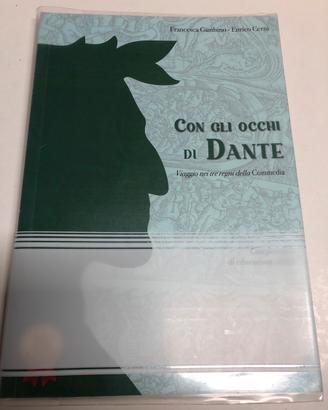 Francesca Gambino - Enrico Cerni
CON GLI OCCHI
DI DANTE
Viaggio nei tre regni della Commedia